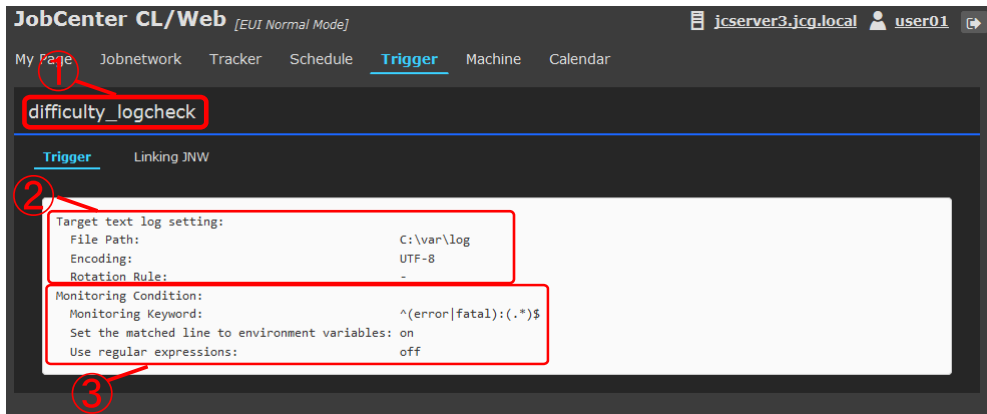 JobCenter CL/Web [EUI Normal Mode] jcserver3.jcg.local user01
My Page Jobnetwork Tracker Schedule Trigger Machine Calendar
①
difficulty_logcheck
Trigger Linking JNW
②
Target text log setting:
File Path: C:\var\log
Encoding: UTF-8
Rotation Rule: -
Monitoring Condition:
Monitoring Keyword: ^(error|fatal):(.*)$
Set the matched line to environment variables: on
Use regular expressions: off
③